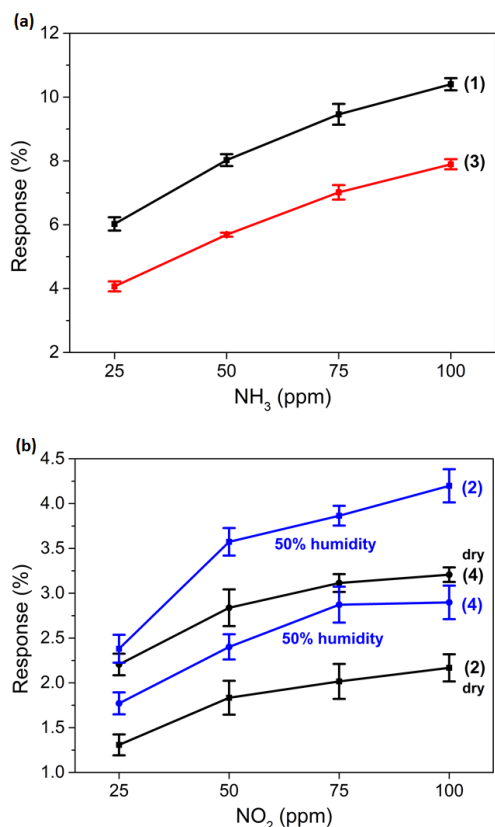 (a)
12
10
8
6
4
2
Response (%)
(1)
(3)
25 50 75 100
NH₃ (ppm)
(b)
4.5
4.0
3.5
3.0
2.5
2.0
1.5
1.0
Response (%)
(2)
50% humidity
dry
(4)
(4)
50% humidity
(2)
dry
25 50 75 100
NO₂ (ppm)